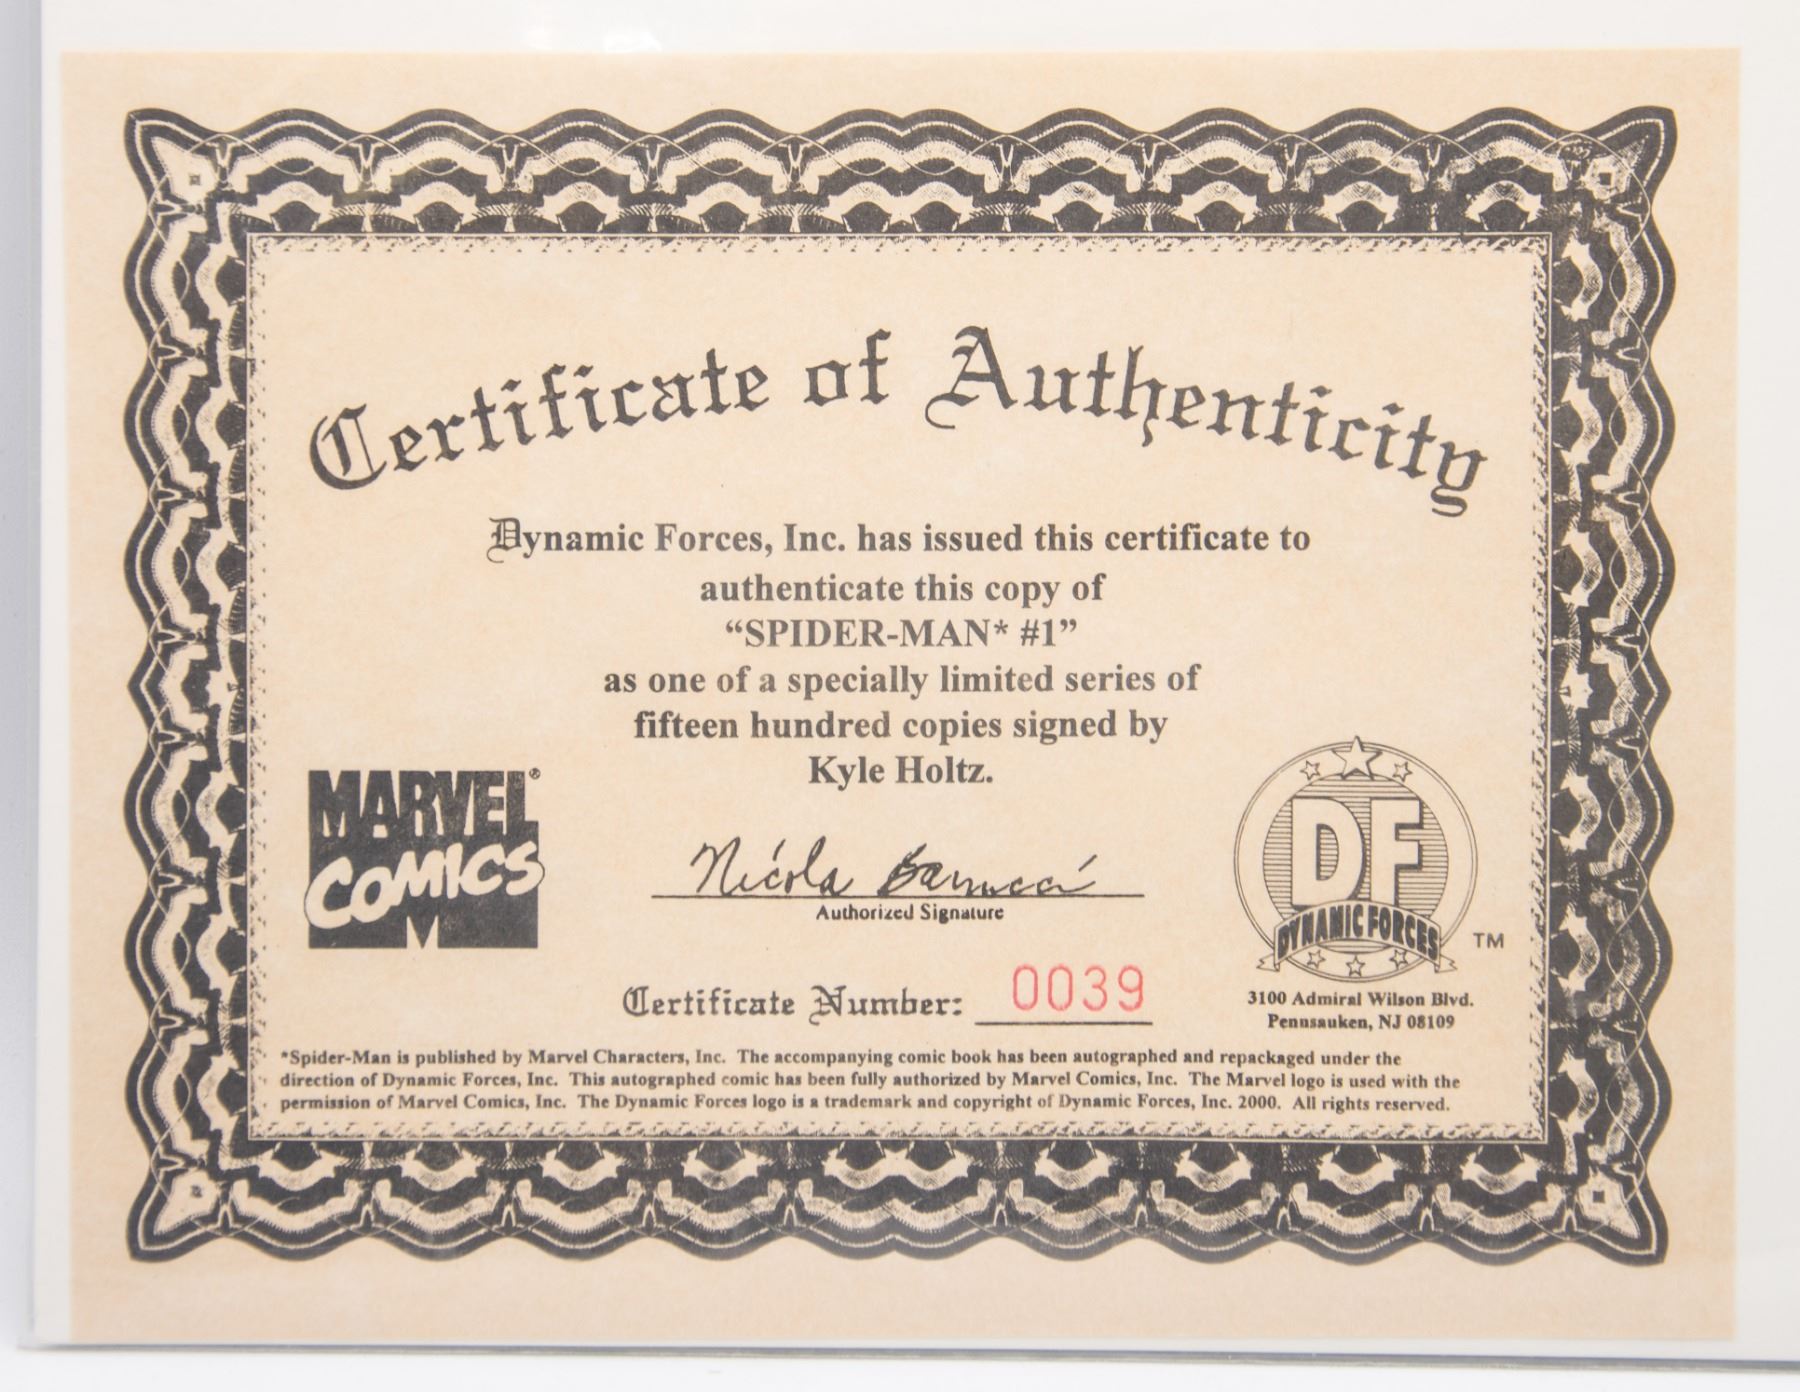 Certificate of Authenticity
Dynamic Forces, Inc. has issued this certificate to
authenticate this copy of
“SPIDER-MAN* #1”
as one of a specially limited series of
fifteen hundred copies signed by
Kyle Holtz.
MARVEL®
COMICS
Nicola Barrucci
Authorized Signature
DF
DYNAMIC FORCES
TM
Certificate Number: 0039
3100 Admiral Wilson Blvd.
Pennsauken, NJ 08109
*Spider-Man is published by Marvel Characters, Inc. The accompanying comic book has been autographed and repackaged under the
direction of Dynamic Forces, Inc. This autographed comic has been fully authorized by Marvel Comics, Inc. The Marvel logo is used with the
permission of Marvel Comics, Inc. The Dynamic Forces logo is a trademark and copyright of Dynamic Forces, Inc. 2000. All rights reserved.